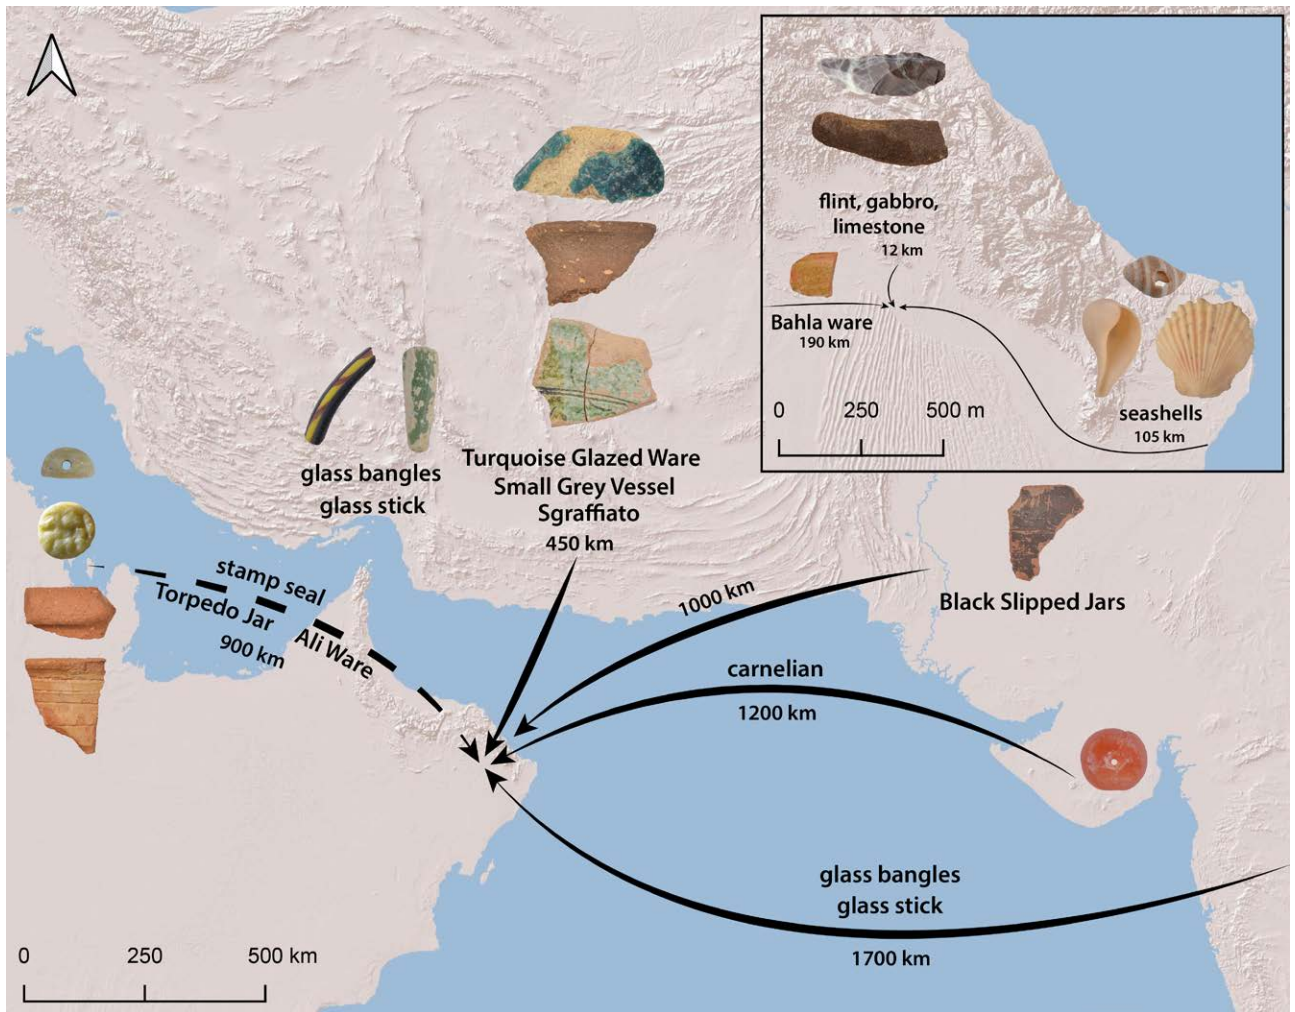 flint, gabbro,
limestone
12 km
Bahla ware
190 km
0 250 500 m
seashells
105 km
glass bangles
glass stick
Turquoise Glazed Ware
Small Grey Vessel
Sgraffiato
450 km
stamp seal
Torpedo Jar
Ali Ware
900 km
1000 km
Black Slipped Jars
carnelian
1200 km
glass bangles
glass stick
1700 km
0 250 500 km